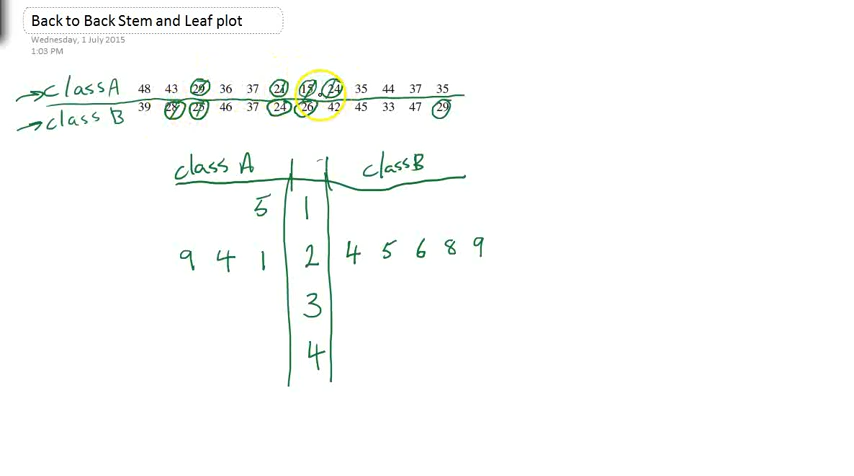 Back to Back Stem and Leaf plot
Wednesday, 1 July 2015
1:03 PM
class A 48 43 29 36 37 21 15 24 35 44 37 35
class B 39 28 25 46 37 24 26 42 45 33 47 29
class A class B
5 1
9 4 1 2 4 5 6 8 9
3
4